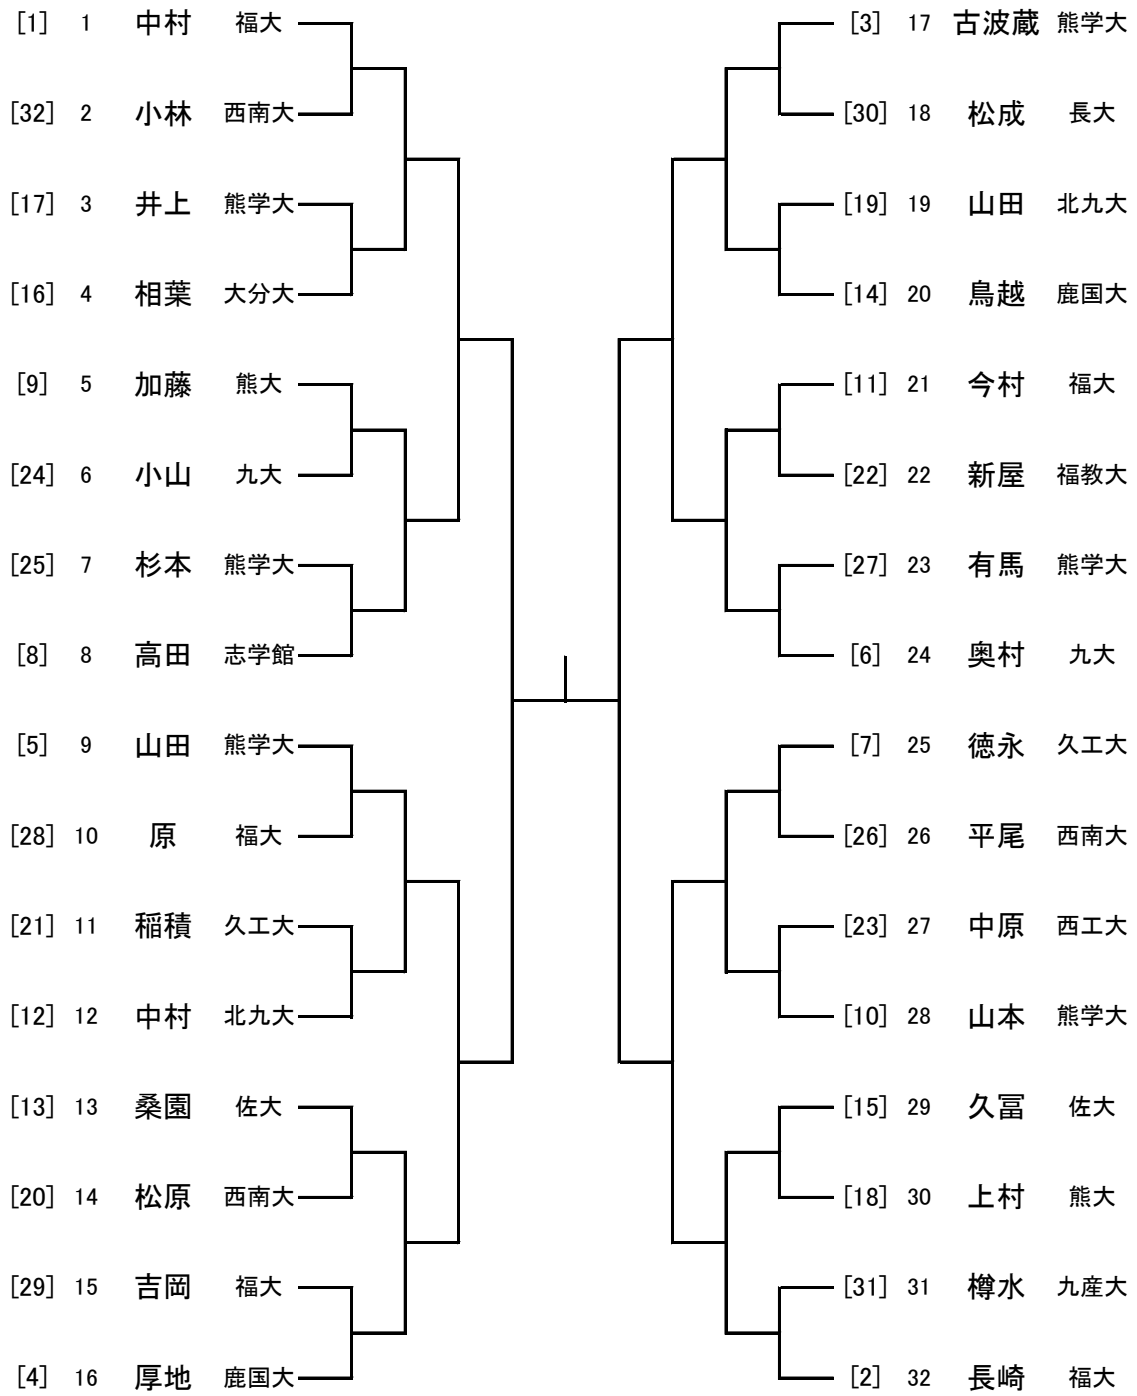 [1] 1 中村 福大
[32] 2 小林 西南大
[17] 3 井上 熊学大
[16] 4 相葉 大分大
[9] 5 加藤 熊大
[24] 6 小山 九大
[25] 7 杉本 熊学大
[8] 8 高田 志学館
[5] 9 山田 熊学大
[28] 10 原 福大
[21] 11 稲積 久工大
[12] 12 中村 北九大
[13] 13 桑園 佐大
[20] 14 松原 西南大
[29] 15 吉岡 福大
[4] 16 厚地 鹿国大
[3] 17 古波蔵 熊学大
[30] 18 松成 長大
[19] 19 山田 北九大
[14] 20 鳥越 鹿国大
[11] 21 今村 福大
[22] 22 新屋 福教大
[27] 23 有馬 熊学大
[6] 24 奥村 九大
[7] 25 徳永 久工大
[26] 26 平尾 西南大
[23] 27 中原 西工大
[10] 28 山本 熊学大
[15] 29 久冨 佐大
[18] 30 上村 熊大
[31] 31 樽水 九産大
[2] 32 長崎 福大